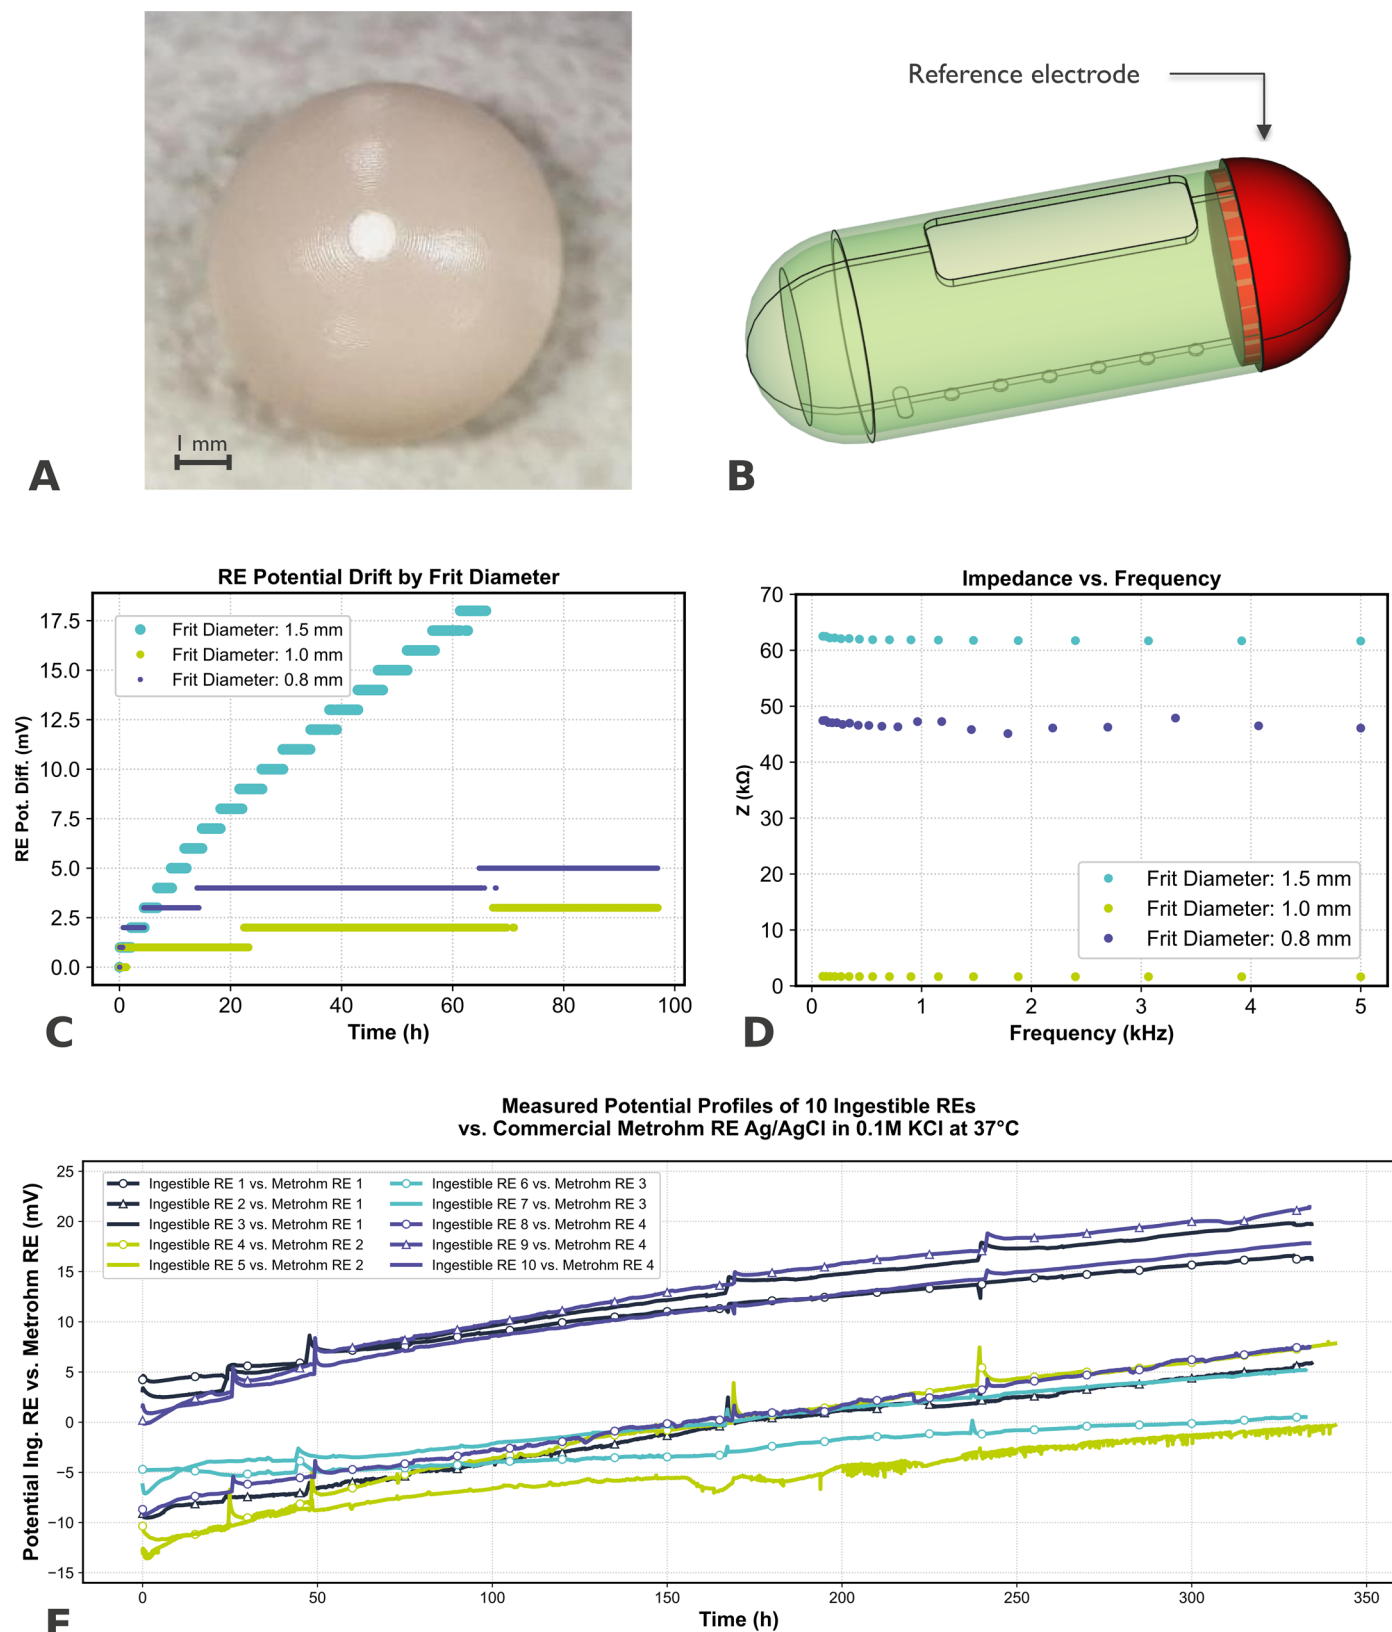 Reference electrode
1 mm
A
B
RE Potential Drift by Frit Diameter
RE Pot. Diff. (mV)
17.5
15.0
12.5
10.0
7.5
5.0
2.5
0.0
Frit Diameter: 1.5 mm
Frit Diameter: 1.0 mm
Frit Diameter: 0.8 mm
0 20 40 60 80 100
Time (h)
C
Impedance vs. Frequency
Z (kΩ)
70
60
50
40
30
20
10
0
Frit Diameter: 1.5 mm
Frit Diameter: 1.0 mm
Frit Diameter: 0.8 mm
0 1 2 3 4 5
Frequency (kHz)
D
Measured Potential Profiles of 10 Ingestible REs
vs. Commercial Metrohm RE Ag/AgCl in 0.1M KCl at 37°C
Potential Ing. RE vs. Metrohm RE (mV)
25
20
15
10
5
0
−5
−10
−15
Ingestible RE 1 vs. Metrohm RE 1
Ingestible RE 2 vs. Metrohm RE 1
Ingestible RE 3 vs. Metrohm RE 1
Ingestible RE 4 vs. Metrohm RE 2
Ingestible RE 5 vs. Metrohm RE 2
Ingestible RE 6 vs. Metrohm RE 3
Ingestible RE 7 vs. Metrohm RE 3
Ingestible RE 8 vs. Metrohm RE 4
Ingestible RE 9 vs. Metrohm RE 4
Ingestible RE 10 vs. Metrohm RE 4
0 50 100 150 200 250 300 350
Time (h)